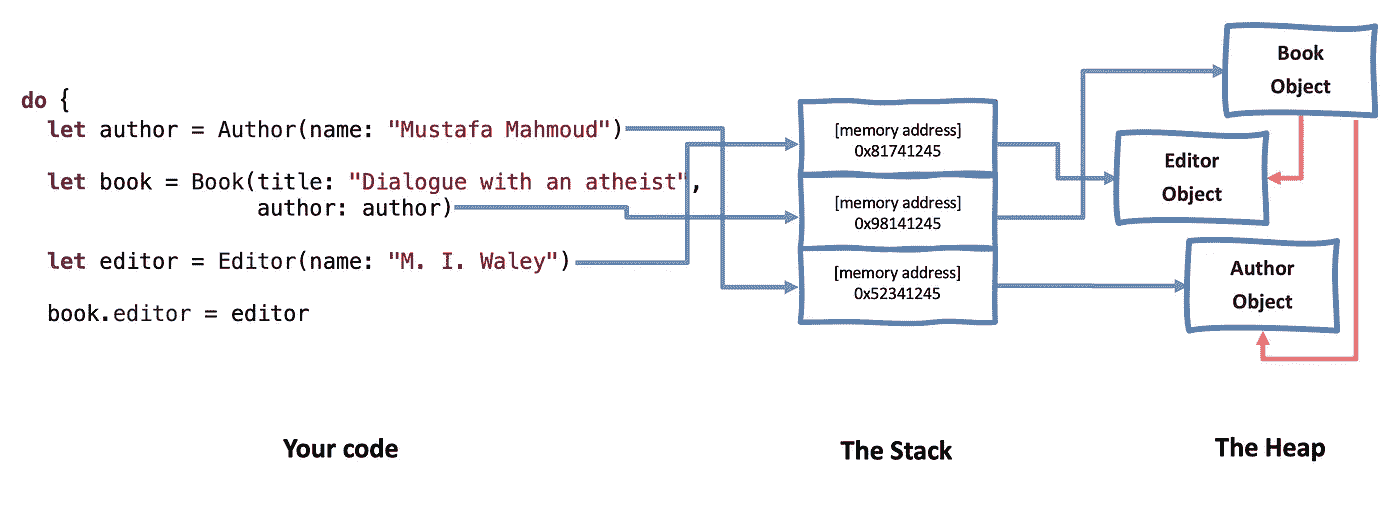 do {
let author = Author(name: "Mustafa Mahmoud")
let book = Book(title: "Dialogue with an atheist",
author: author)
let editor = Editor(name: "M. I. Waley")
book.editor = editor
Your code
[memory address]
0x81741245
[memory address]
0x98141245
[memory address]
0x52341245
The Stack
Book
Object
Editor
Object
Author
Object
The Heap